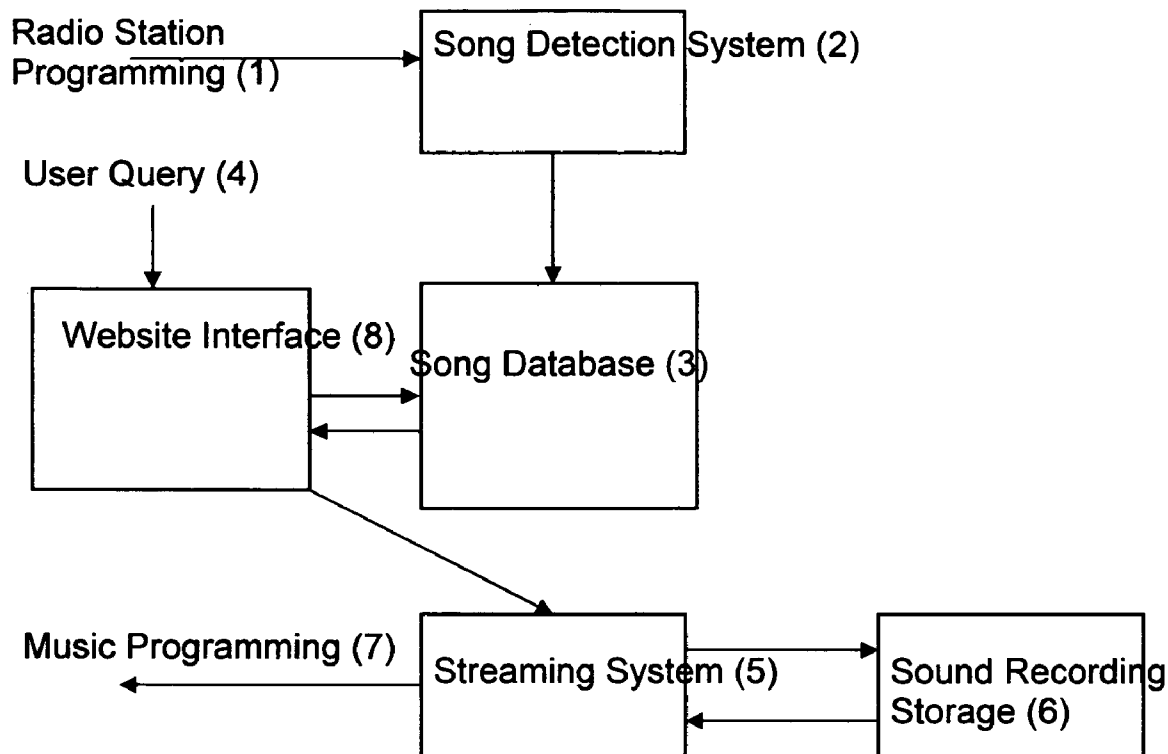 Radio Station
Programming (1)
Song Detection System (2)
User Query (4)
Website Interface (8)
Song Database (3)
Music Programming (7)
Streaming System (5)
Sound Recording
Storage (6)